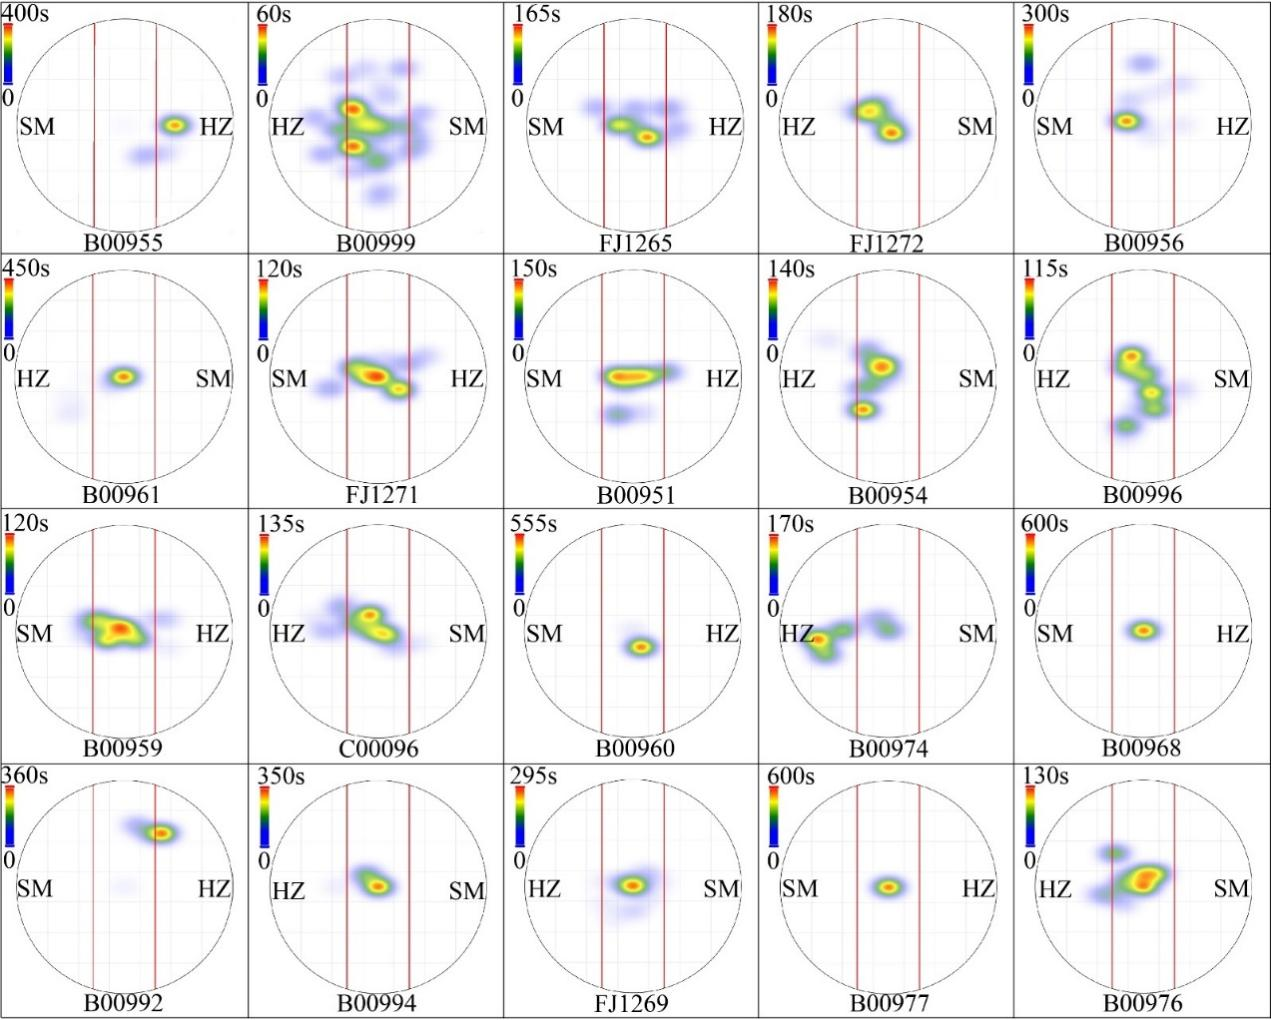 400s 60s 165s 180s 300s
0 0 0 0 0
SM HZ HZ SM SM HZ HZ SM SM HZ
B00955 B00999 FJ1265 FJ1272 B00956
450s 120s 150s 140s 115s
0 0 0 0 0
HZ SM SM HZ SM HZ HZ SM HZ SM
B00961 FJ1271 B00951 B00954 B00996
120s 135s 555s 170s 600s
0 0 0 0 0
SM HZ HZ SM SM HZ HZ SM SM HZ
B00959 C00096 B00960 B00974 B00968
360s 350s 295s 600s 130s
0 0 0 0 0
SM HZ HZ SM HZ SM SM HZ HZ SM
B00992 B00994 FJ1269 B00977 B00976